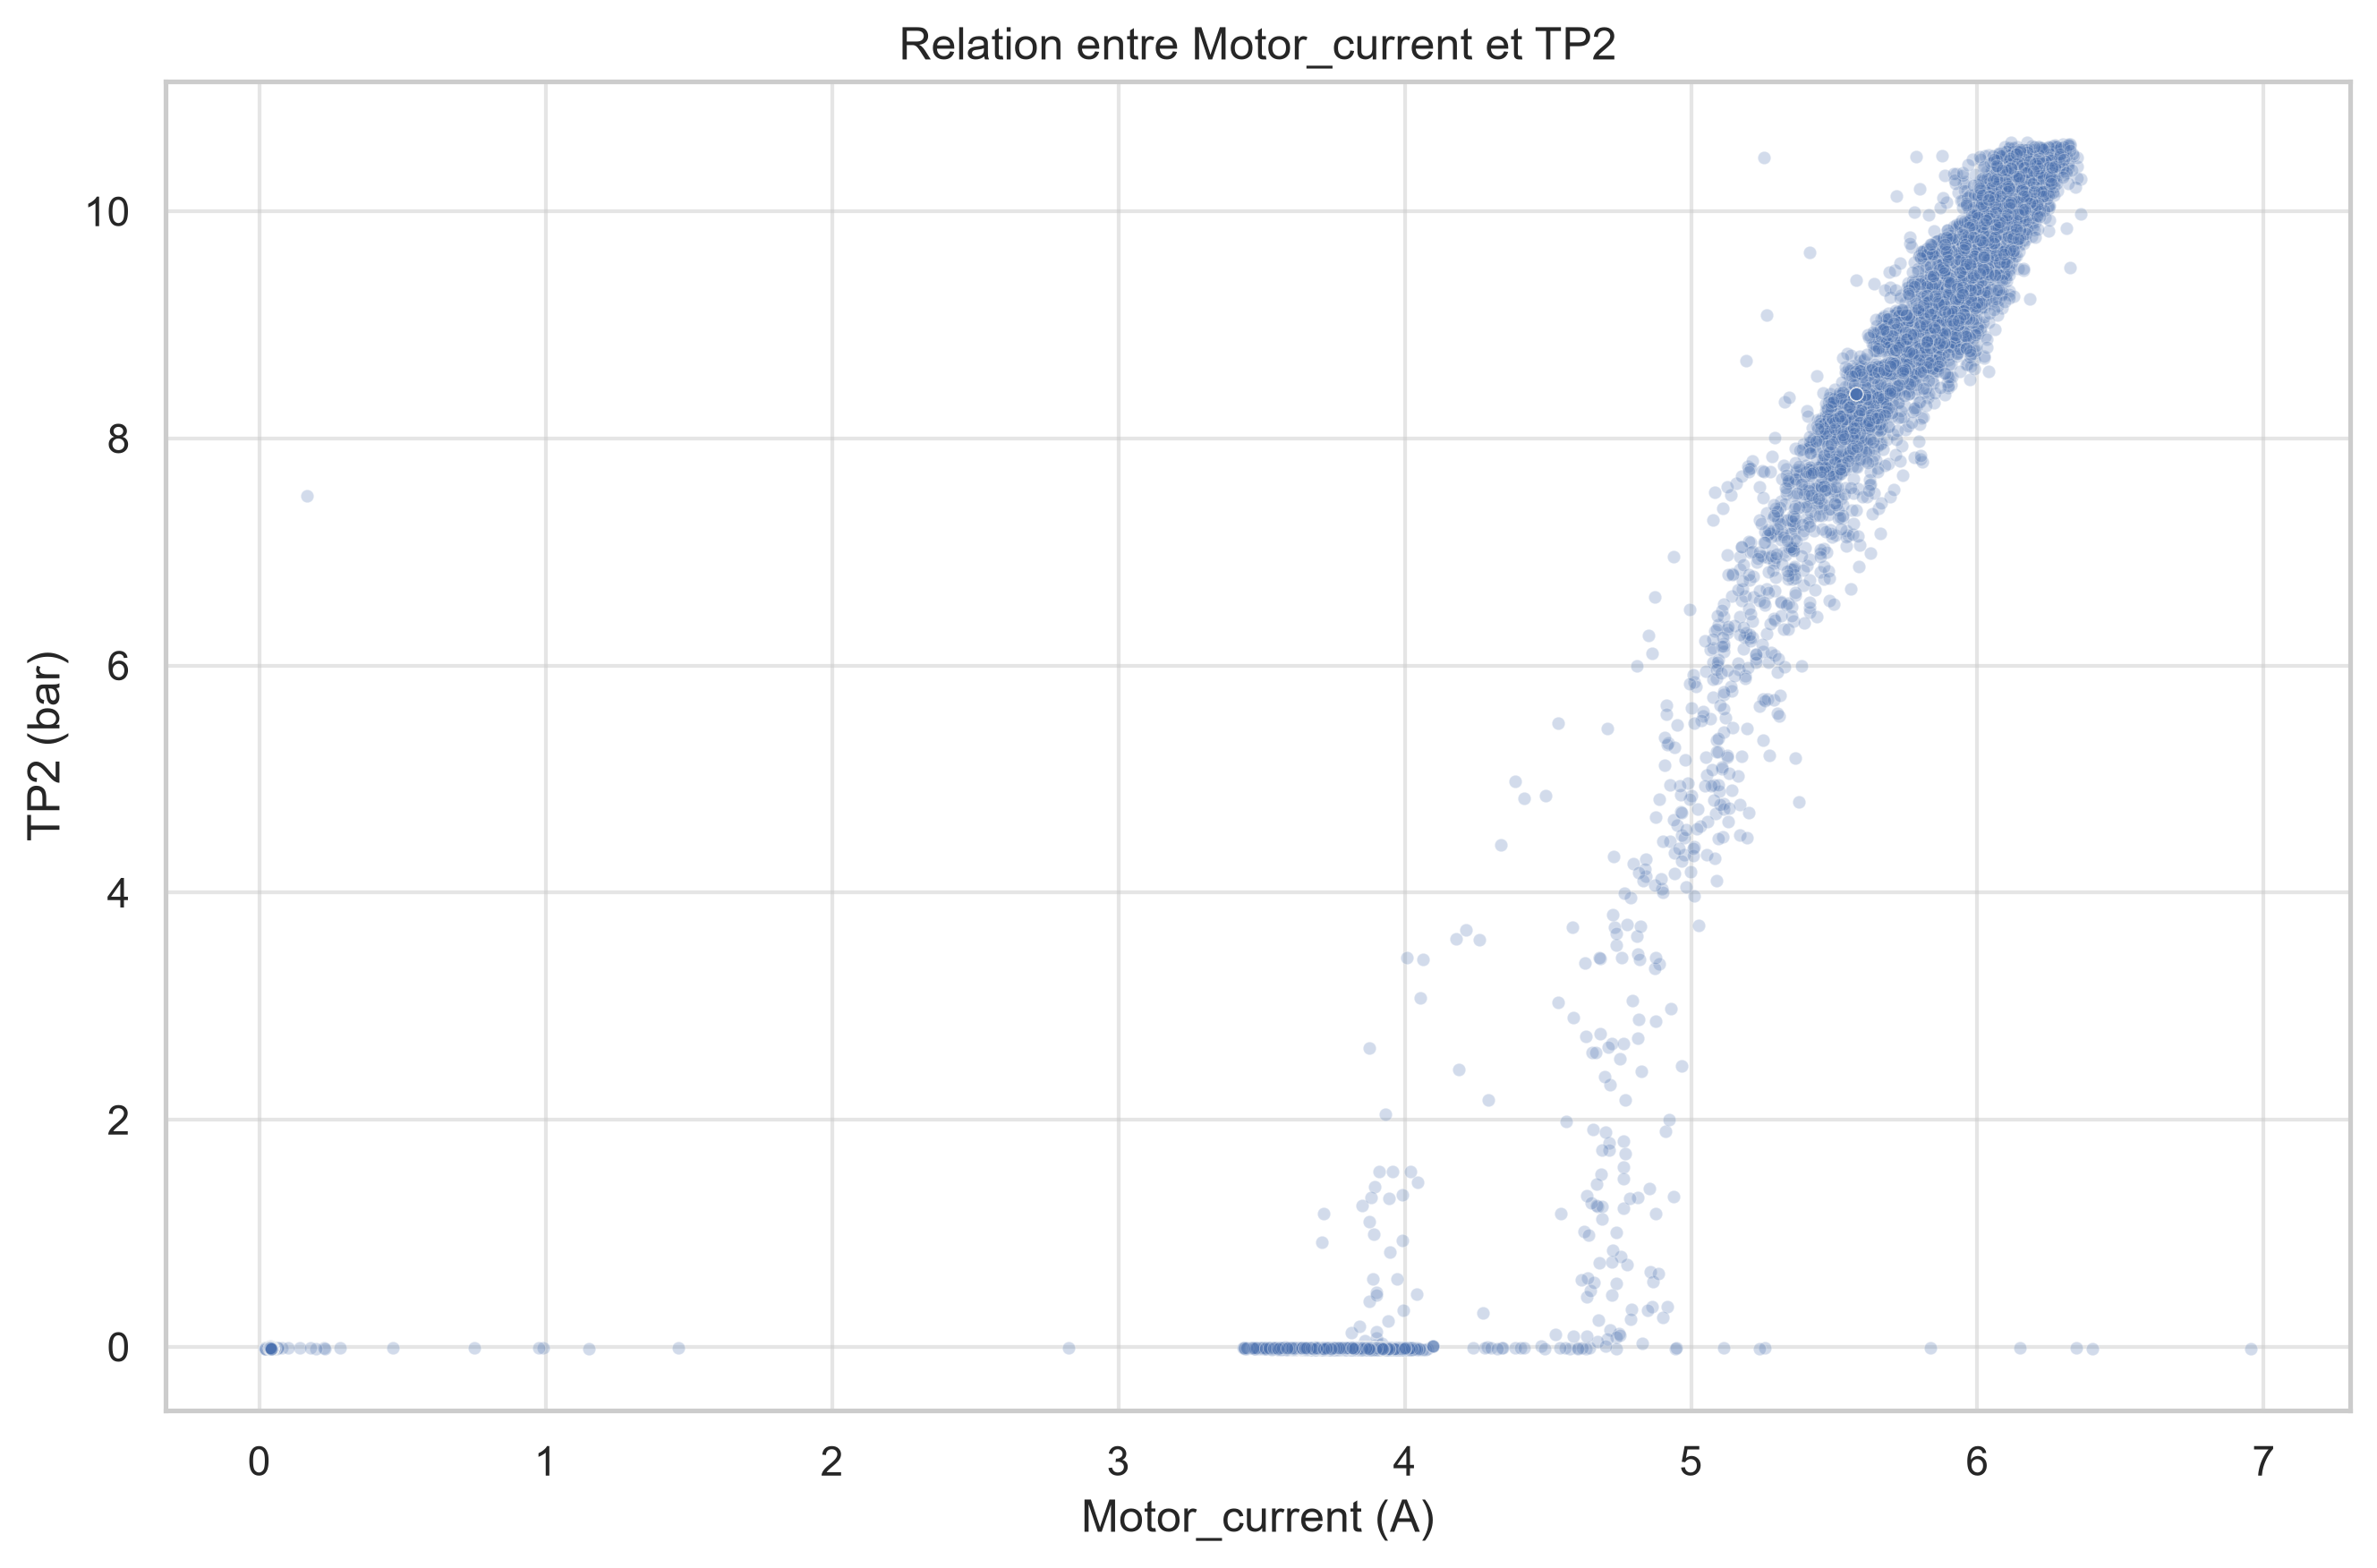 Relation entre Motor_current et TP2
TP2 (bar)
10
8
6
4
2
0
0 1 2 3 4 5 6 7
Motor_current (A)